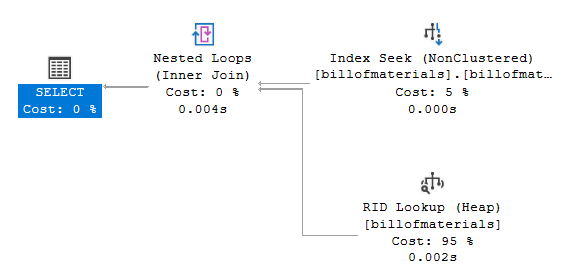 Nested Loops
(Inner Join)
Cost: 0 %
0.004s
Index Seek (NonClustered)
[billofmaterials].[billofmat…
Cost: 5 %
0.000s
SELECT
Cost: 0 %
RID Lookup (Heap)
[billofmaterials]
Cost: 95 %
0.002s